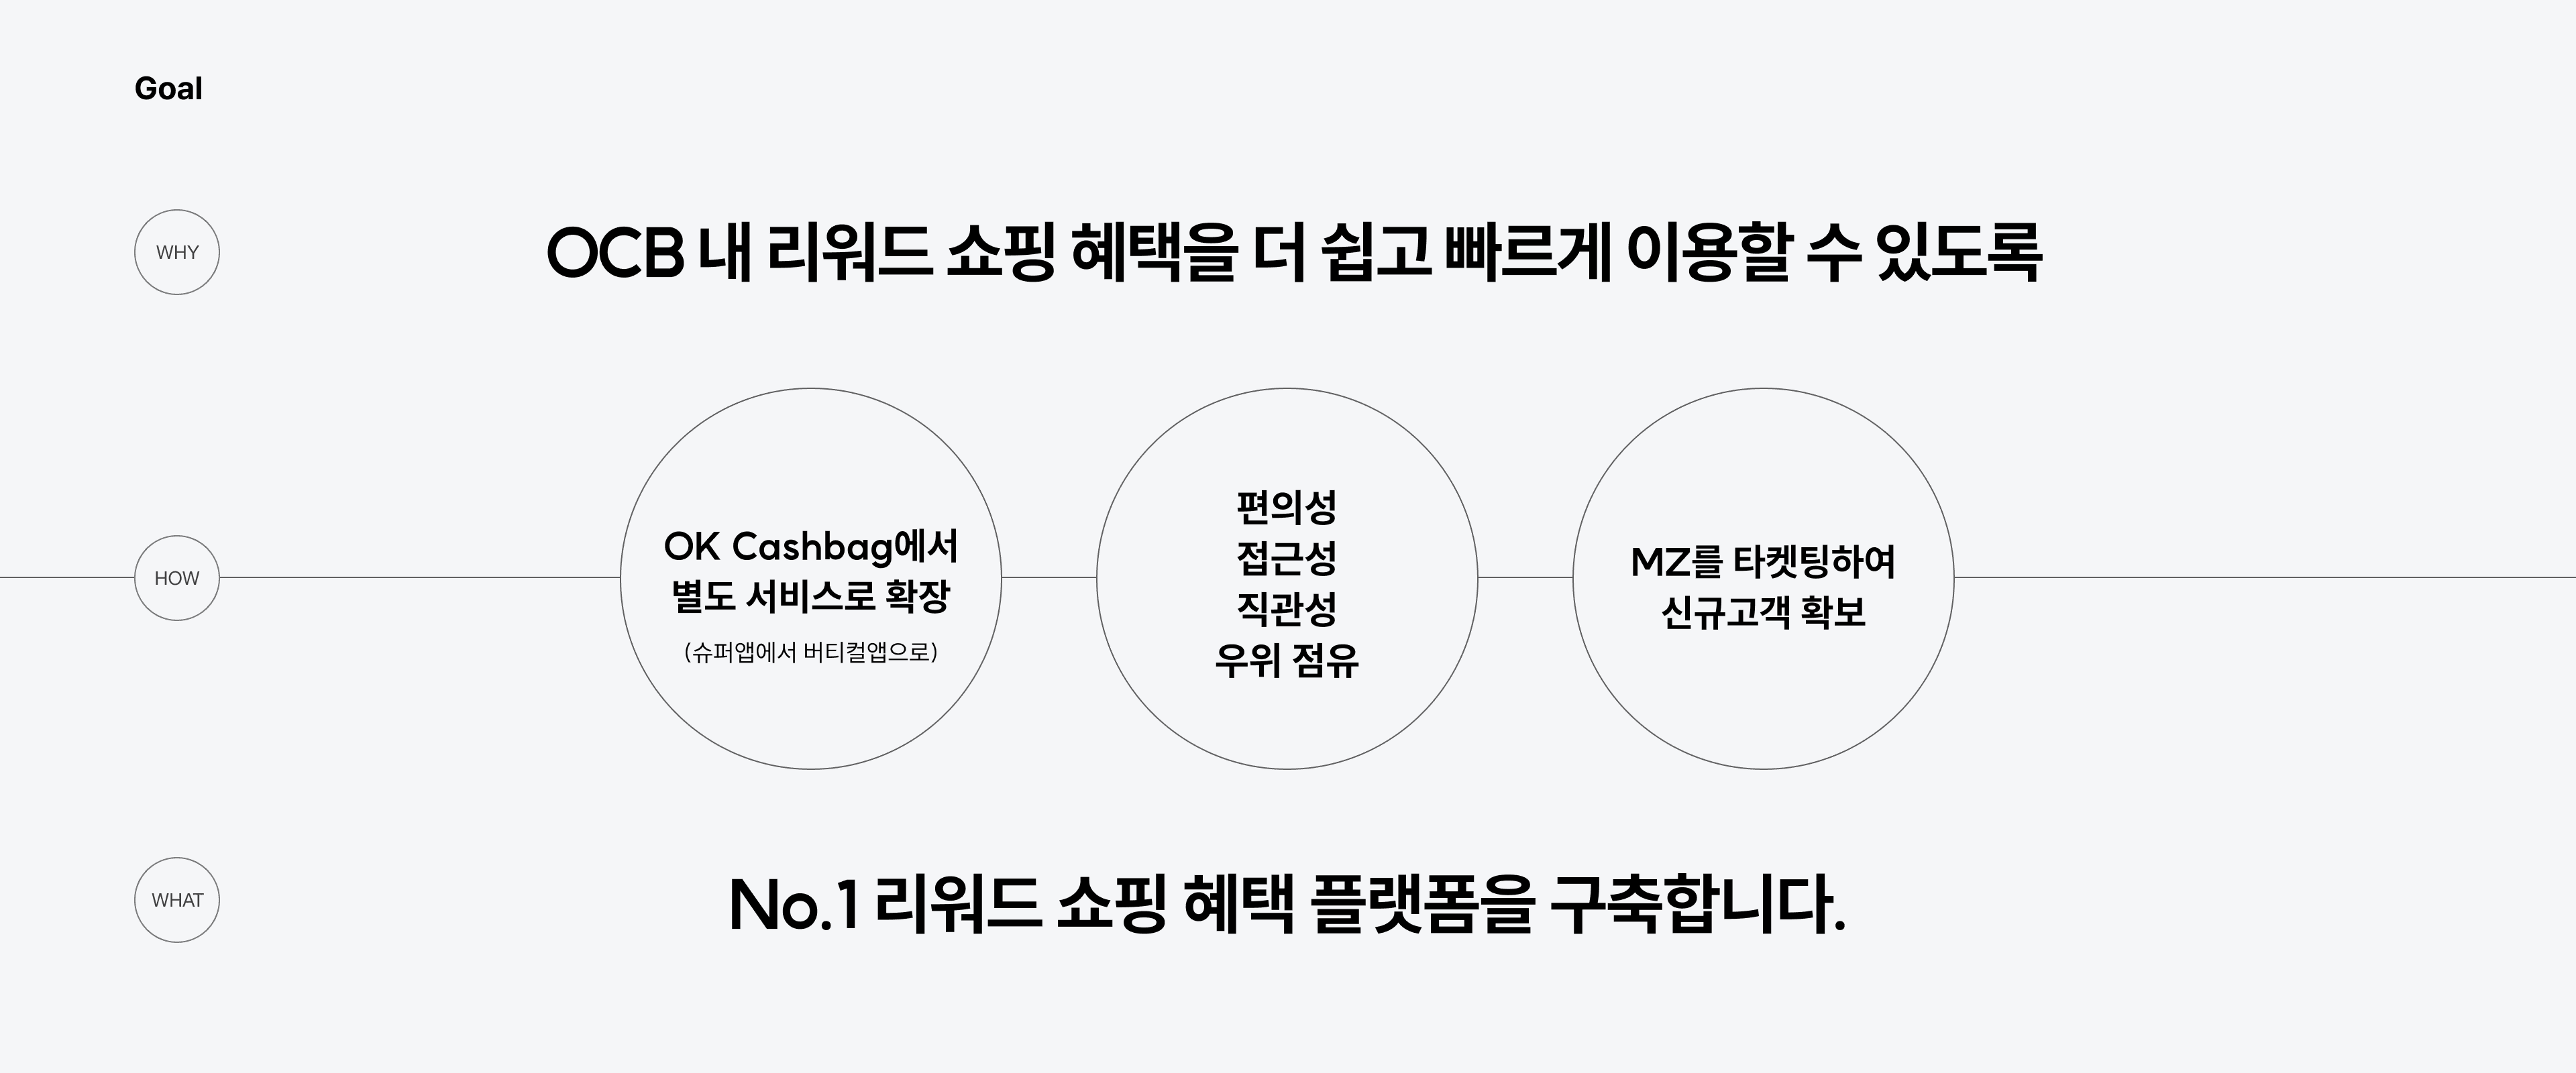 Goal
WHY
OCB 내 리워드 쇼핑 혜택을 더 쉽고 빠르게 이용할 수 있도록
HOW
OK Cashbag에서
별도 서비스로 확장
(슈퍼앱에서 버티컬앱으로)
편의성
접근성
직관성
우위 점유
MZ를 타켓팅하여
신규고객 확보
WHAT
No.1 리워드 쇼핑 혜택 플랫폼을 구축합니다.